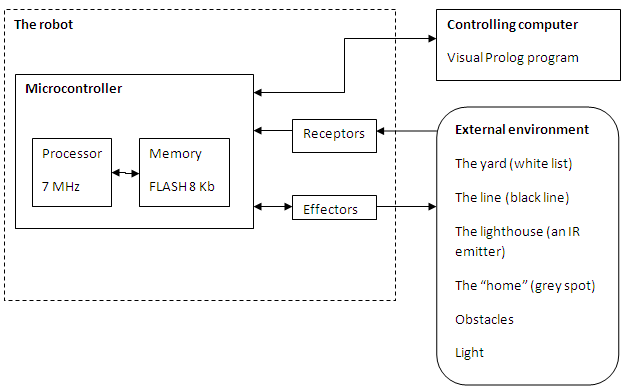 The robot
Microcontroller
Processor
7 MHz
Memory
FLASH 8 Kb
Receptors
Effectors
Controlling computer
Visual Prolog program
External environment
The yard (white list)
The line (black line)
The lighthouse (an IR
emitter)
The “home” (grey spot)
Obstacles
Light